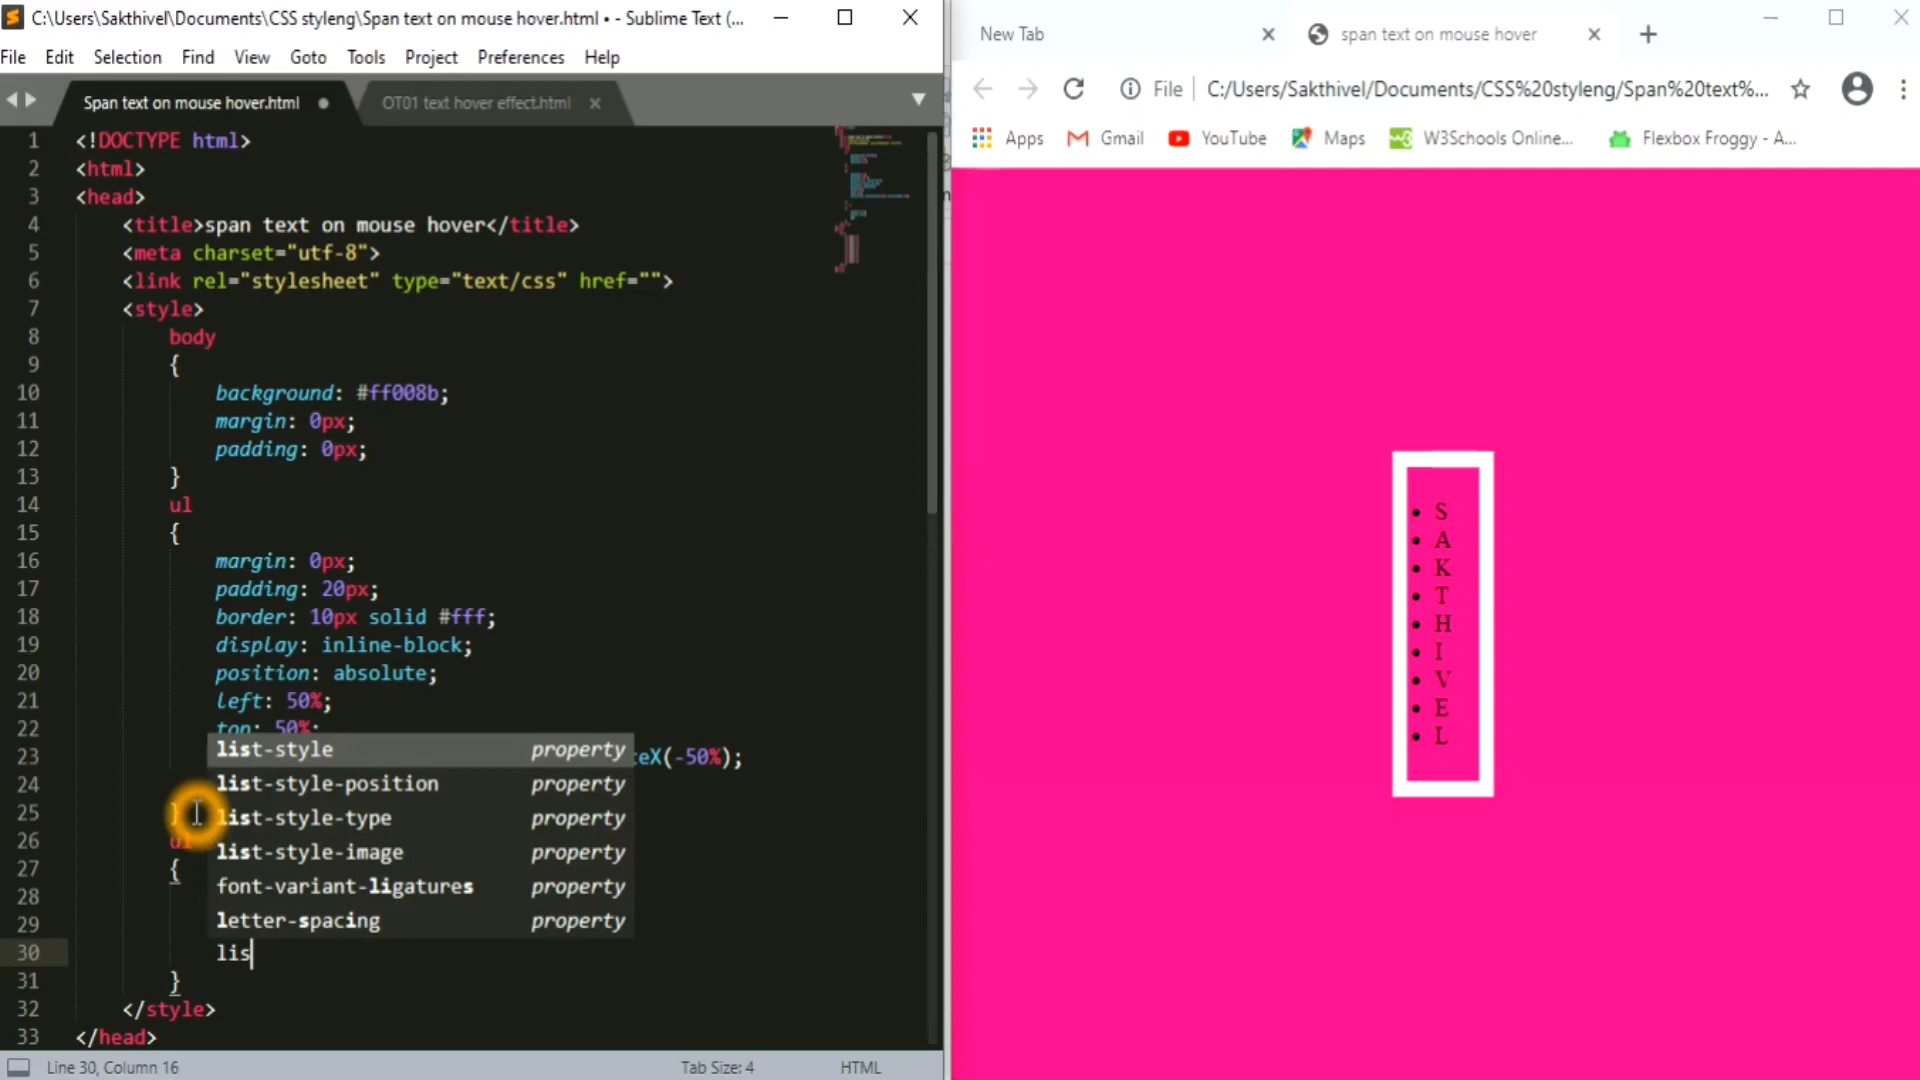 C:\Users\Sakthivel\Documents\CSS styleng\Span text on mouse hover.html • - Sublime Text (...
File Edit Selection Find View Goto Tools Project Preferences Help
Span text on mouse hover.html
OT01 text hover effect.html
1 <!DOCTYPE html>
2 <html>
3 <head>
4 <title>span text on mouse hover</title>
5 <meta charset="utf-8">
6 <link rel="stylesheet" type="text/css" href="">
7 <style>
8 body
9 {
10 background: #ff008b;
11 margin: 0px;
12 padding: 0px;
13 }
14 ul
15 {
16 margin: 0px;
17 padding: 20px;
18 border: 10px solid #fff;
19 display: inline-block;
20 position: absolute;
21 left: 50%;
22 top: 50%;
23 teX(-50%);
24
25 }
26 ul
27 {
28
29
30 lis
31 }
32 </style>
33 </head>
list-style property
list-style-position property
list-style-type property
list-style-image property
font-variant-ligatures property
letter-spacing property
Line 30, Column 16
Tab Size: 4
HTML
New Tab
span text on mouse hover
File C:/Users/Sakthivel/Documents/CSS%20styleng/Span%20text%...
Apps Gmail YouTube Maps W3Schools Online... Flexbox Froggy - A...
• S
• A
• K
• T
• H
• I
• V
• E
• L